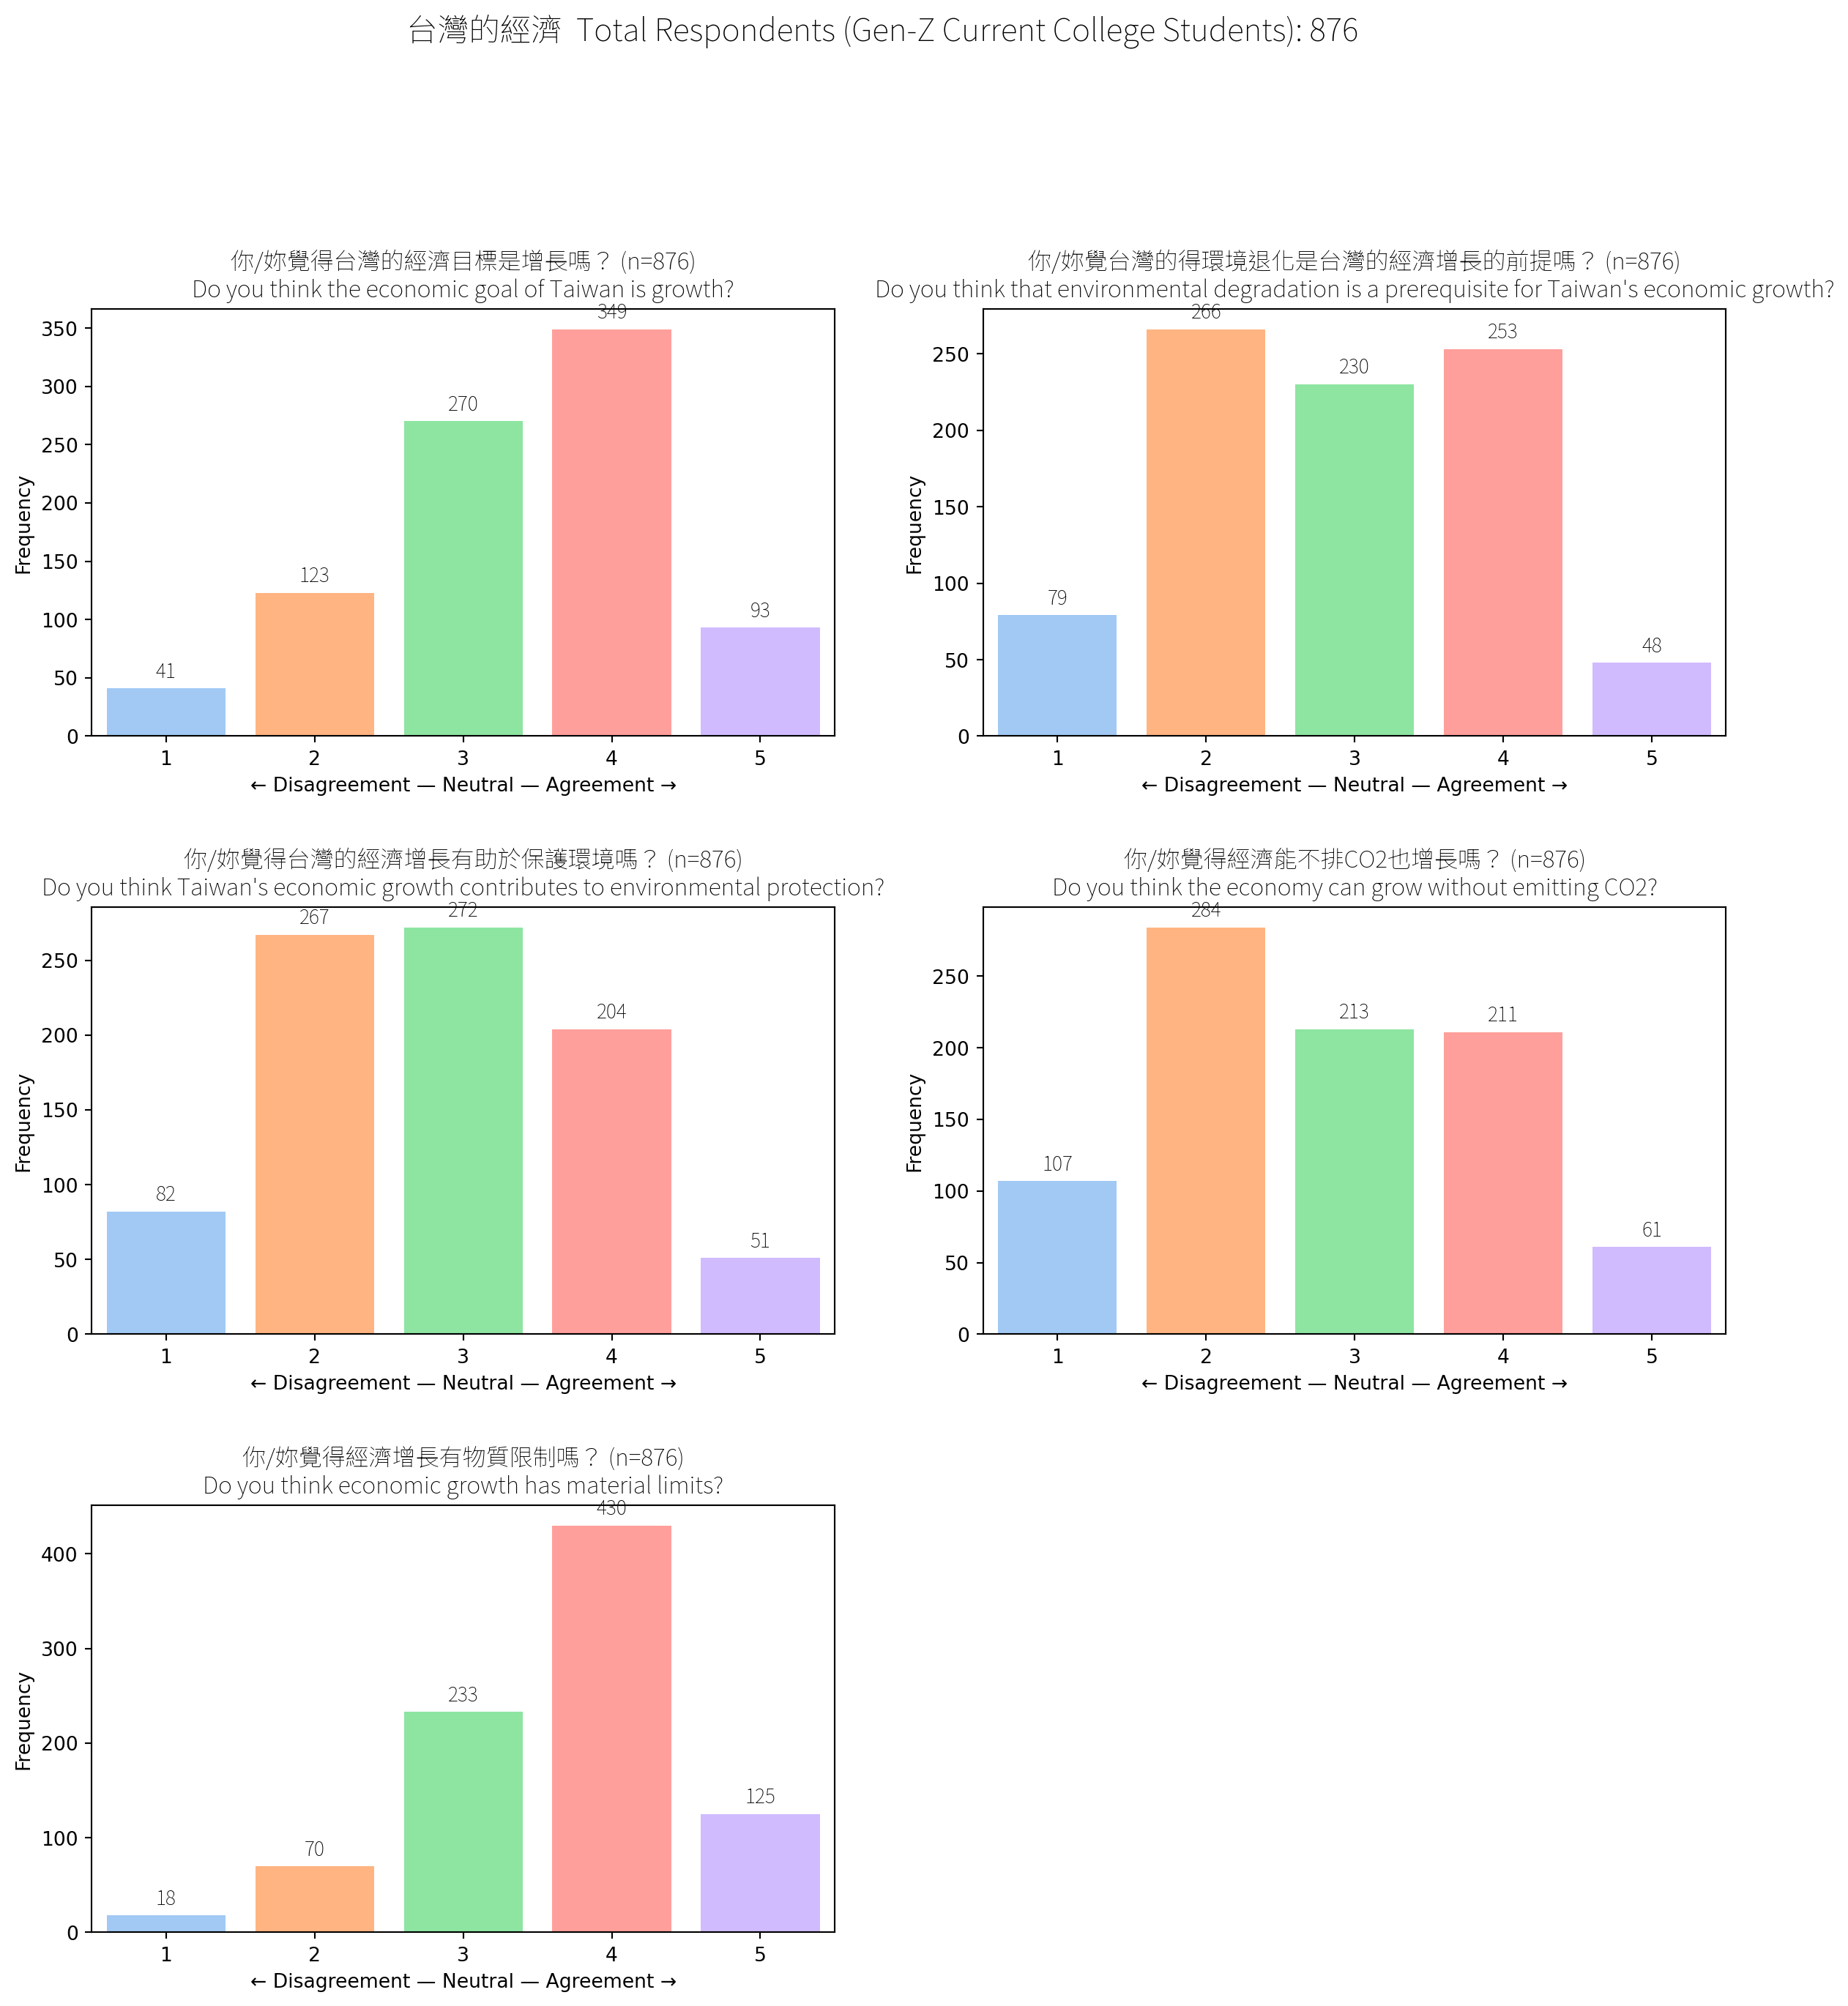 台灣的經濟 Total Respondents (Gen-Z Current College Students): 876
你/妳覺得台灣的經濟目標是增長嗎？ (n=876)
Do you think the economic goal of Taiwan is growth?
Frequency
350
300
250
200
150
100
50
0
41
123
270
349
93
1 2 3 4 5
← Disagreement — Neutral — Agreement →
你/妳覺台灣的得環境退化是台灣的經濟增長的前提嗎？ (n=876)
Do you think that environmental degradation is a prerequisite for Taiwan's economic growth?
Frequency
250
200
150
100
50
0
79
266
230
253
48
1 2 3 4 5
← Disagreement — Neutral — Agreement →
你/妳覺得台灣的經濟增長有助於保護環境嗎？ (n=876)
Do you think Taiwan's economic growth contributes to environmental protection?
Frequency
250
200
150
100
50
0
82
267
272
204
51
1 2 3 4 5
← Disagreement — Neutral — Agreement →
你/妳覺得經濟能不排CO2也增長嗎？ (n=876)
Do you think the economy can grow without emitting CO2?
Frequency
250
200
150
100
50
0
107
284
213
211
61
1 2 3 4 5
← Disagreement — Neutral — Agreement →
你/妳覺得經濟增長有物質限制嗎？ (n=876)
Do you think economic growth has material limits?
Frequency
400
300
200
100
0
18
70
233
430
125
1 2 3 4 5
← Disagreement — Neutral — Agreement →